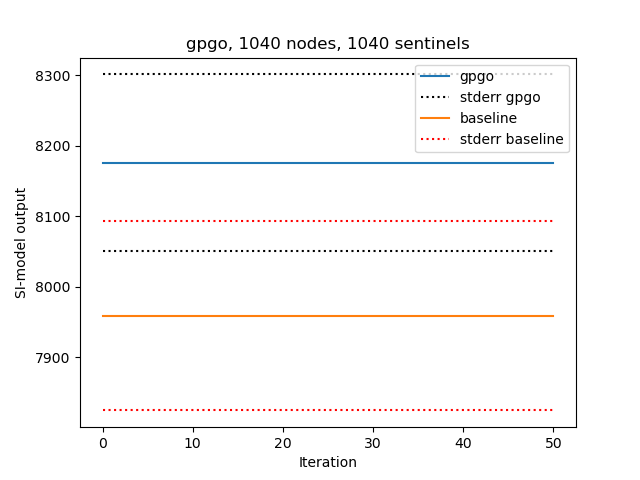 gpgo, 1040 nodes, 1040 sentinels
SI-model output
8300
8200
8100
8000
7900
gpgo
stderr gpgo
baseline
stderr baseline
0
10
20
30
40
50
Iteration